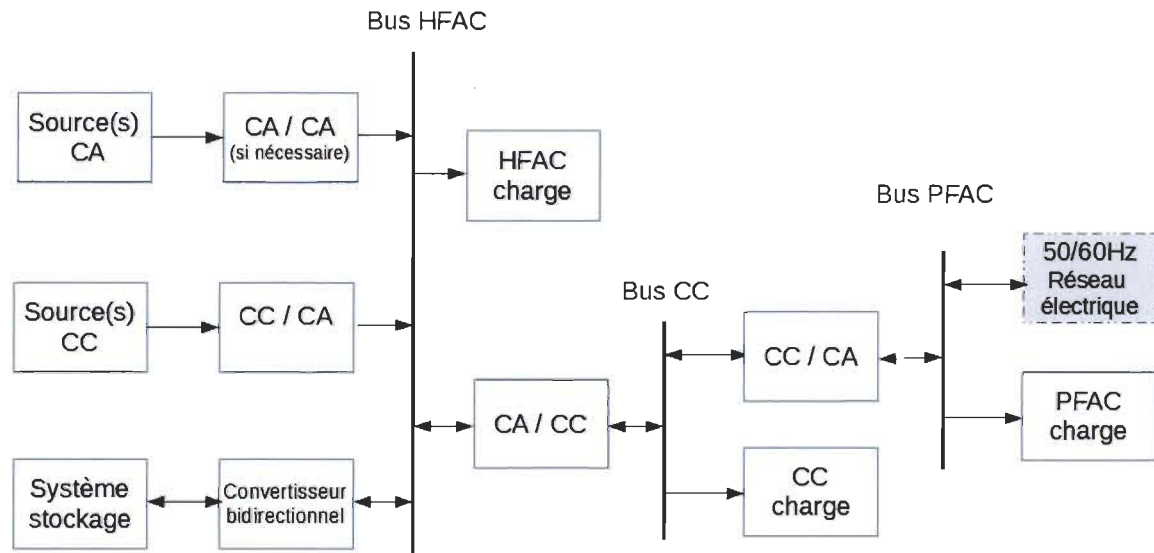 Bus HFAC
Source(s)
CA
CA / CA
(si nécessaire)
HFAC
charge
Bus PFAC
50/60Hz
Réseau
électrique
Source(s)
CC
CC / CA
Bus CC
CC / CA
CA / CC
PFAC
charge
Système
stockage
Convertisseur
bidirectionnel
CC
charge